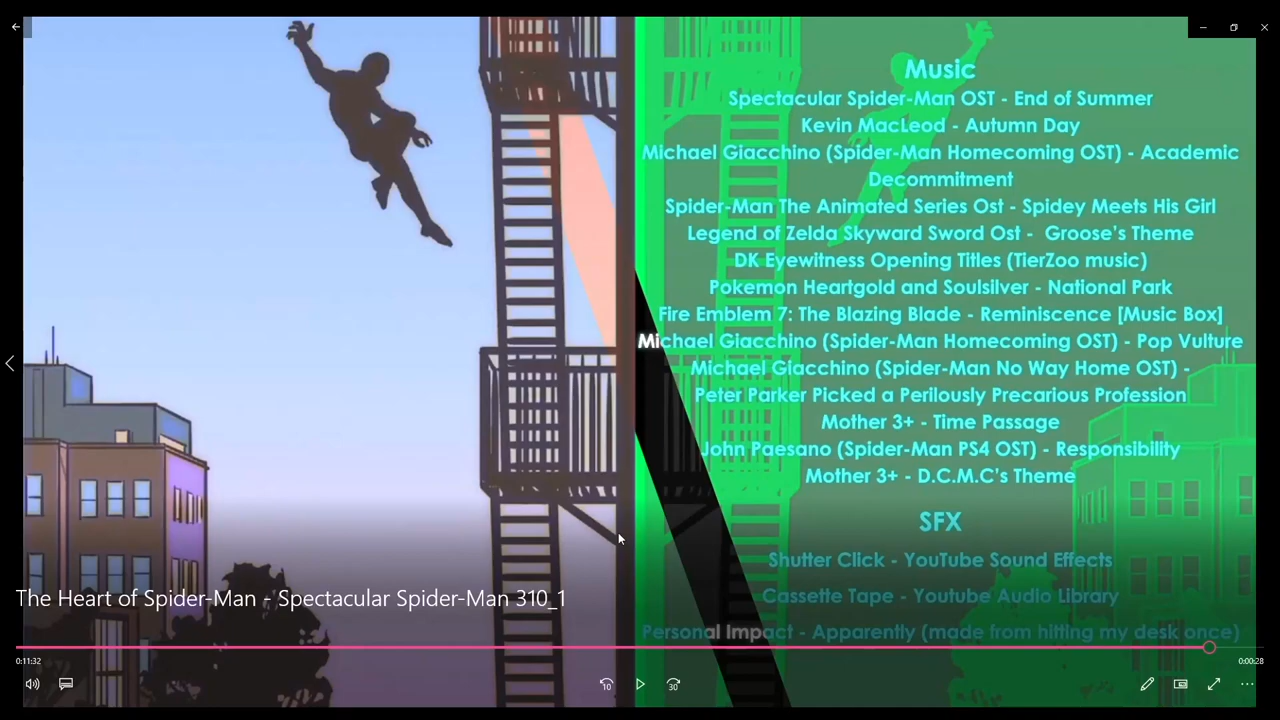 Music
Spectacular Spider-Man OST - End of Summer
Kevin MacLeod - Autumn Day
Michael Giacchino (Spider-Man Homecoming OST) - Academic
Decommitment
Spider-Man The Animated Series Ost - Spidey Meets His Girl
Legend of Zelda Skyward Sword Ost - Groose's Theme
DK Eyewitness Opening Titles (TierZoo music)
Pokemon Heartgold and Soulsilver - National Park
Fire Emblem 7: The Blazing Blade - Reminiscence [Music Box]
Michael Giacchino (Spider-Man Homecoming OST) - Pop Vulture
Michael Giacchino (Spider-Man No Way Home OST) -
Peter Parker Picked a Perilously Precarious Profession
Mother 3+ - Time Passage
John Paesano (Spider-Man PS4 OST) - Responsibility
Mother 3+ - D.C.M.C's Theme
SFX
Shutter Click - YouTube Sound Effects
Cassette Tape - Youtube Audio Library
Personal Impact - Apparently (made from hitting my desk once)
The Heart of Spider-Man - Spectacular Spider-Man 310_1
0:11:32
0:00:28
10
30